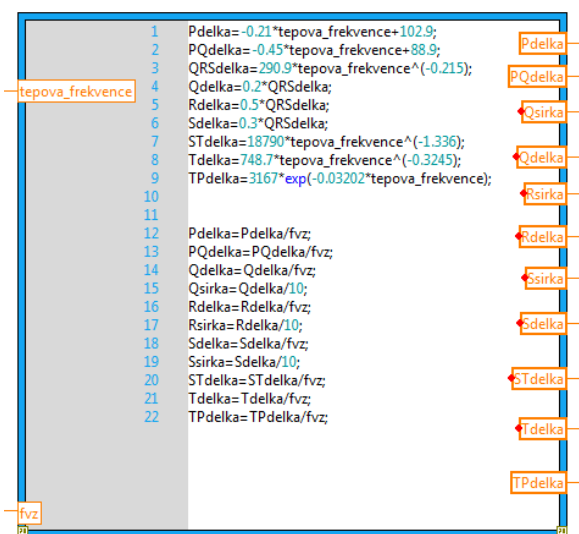 1 Pdelka=-0.21*tepova_frekvence+102.9;
2 PQdelka=-0.45*tepova_frekvence+88.9;
3 QRSdelka=290.9*tepova_frekvence^(-0.215);
4 Qdelka=0.2*QRSdelka;
5 Rdelka=0.5*QRSdelka;
6 Sdelka=0.3*QRSdelka;
7 STdelka=18790*tepova_frekvence^(-1.336);
8 Tdelka=748.7*tepova_frekvence^(-0.3245);
9 TPdelka=3167*exp(-0.03202*tepova_frekvence);
10
11
12 Pdelka=Pdelka/fvz;
13 PQdelka=PQdelka/fvz;
14 Qdelka=Qdelka/fvz;
15 Qsirka=Qdelka/10;
16 Rdelka=Rdelka/fvz;
17 Rsirka=Rdelka/10;
18 Sdelka=Sdelka/fvz;
19 Ssirka=Sdelka/10;
20 STdelka=STdelka/fvz;
21 Tdelka=Tdelka/fvz;
22 TPdelka=TPdelka/fvz;
tepova_frekvence
fvz
Pdelka
PQdelka
Qsirka
Qdelka
Rsirka
Rdelka
Ssirka
Sdelka
STdelka
Tdelka
TPdelka